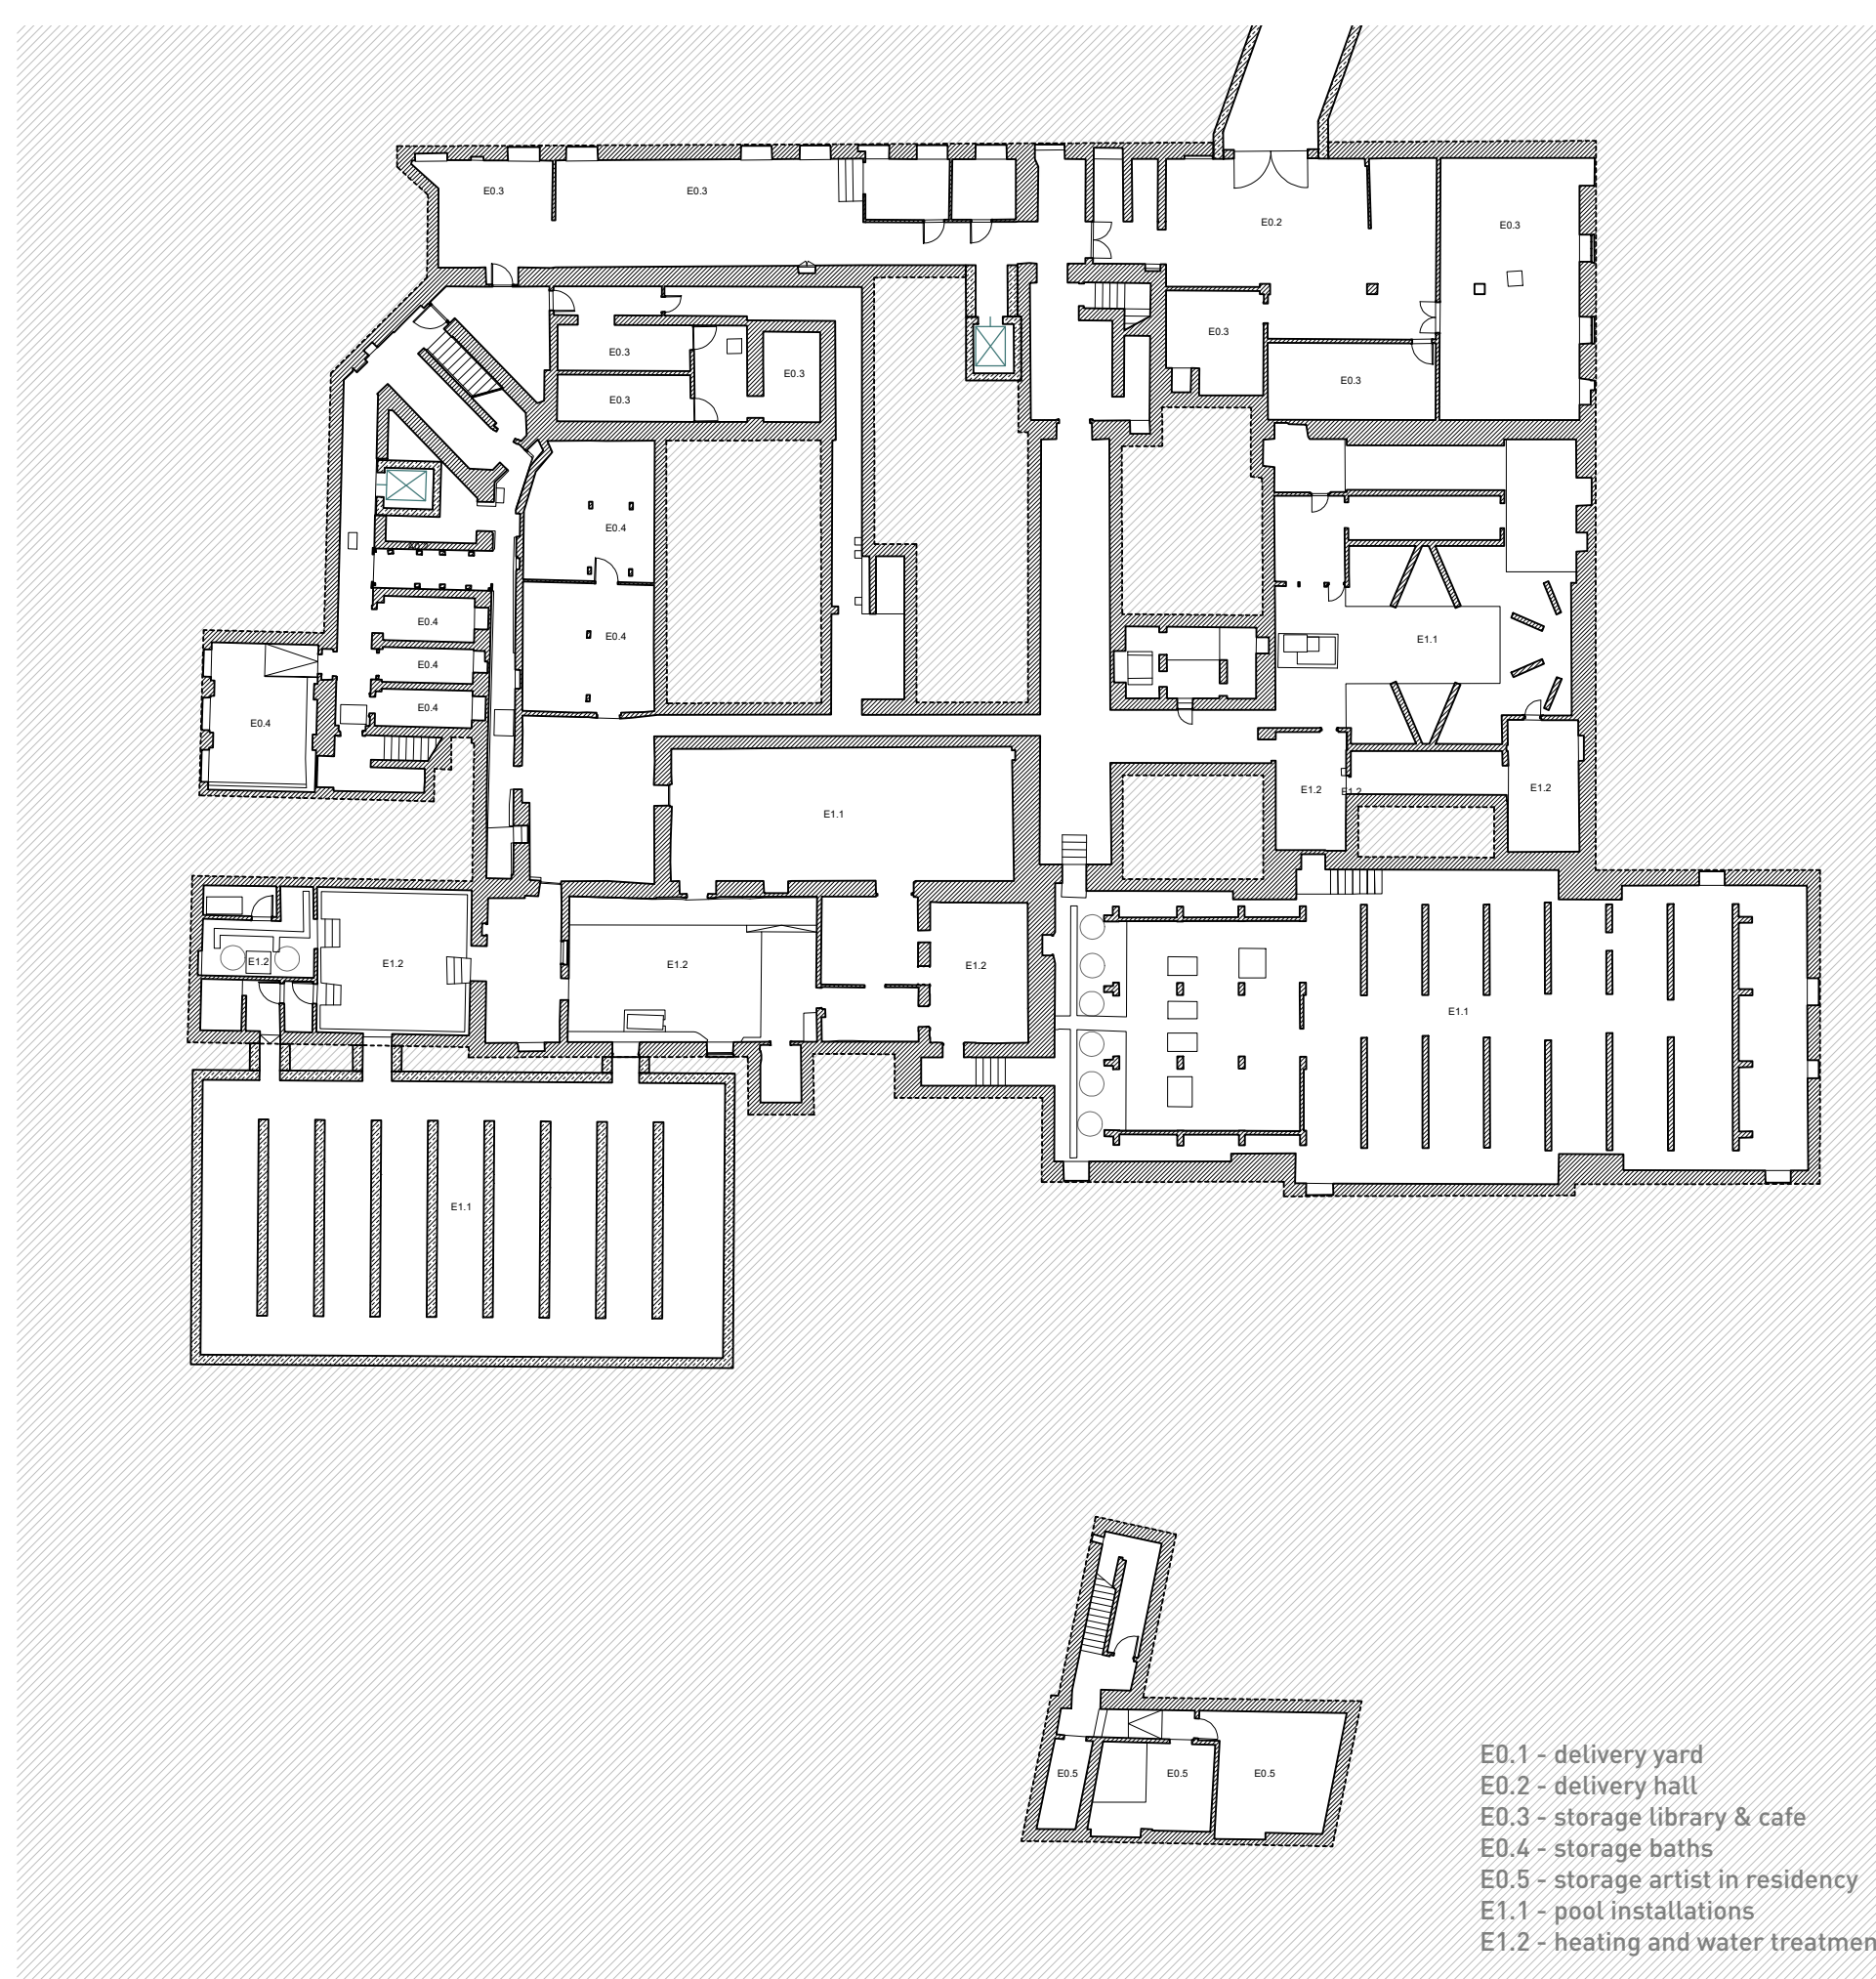 E0.3
E0.3
E0.2
E0.3
E0.3
E0.3
E0.3
E0.3
E0.3
E0.4
E0.4
E0.4
E0.4
E0.4
E0.4
E1.1
E1.2
E1.2
E1.2
E1.1
E1.2
E1.2
E1.2
E1.2
E1.1
E1.1
E0.5
E0.5
E0.5
E0.1 - delivery yard
E0.2 - delivery hall
E0.3 - storage library & cafe
E0.4 - storage baths
E0.5 - storage artist in residency
E1.1 - pool installations
E1.2 - heating and water treatmen